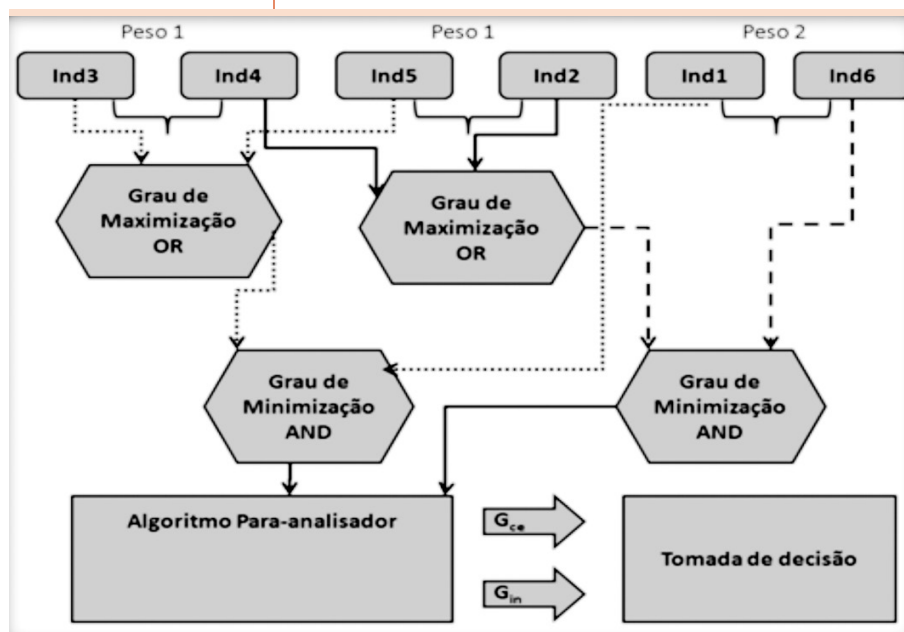 Peso 1
Peso 1
Peso 2
Ind3
Ind4
Ind5
Ind2
Ind1
Ind6
Grau de
Maximização
OR
Grau de
Maximização
OR
Grau de
Minimização
AND
Grau de
Minimização
AND
Algoritmo Para-analisador
Gce
Gin
Tomada de decisão